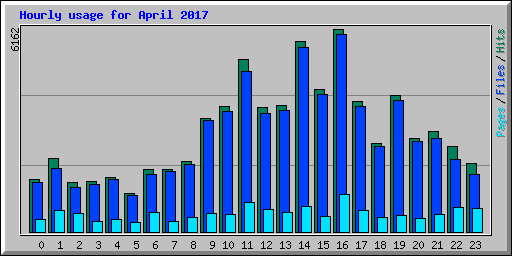 Hourly usage for April 2017
6162
Pages/Files/Hits
0 1 2 3 4 5 6 7 8 9 10 11 12 13 14 15 16 17 18 19 20 21 22 23